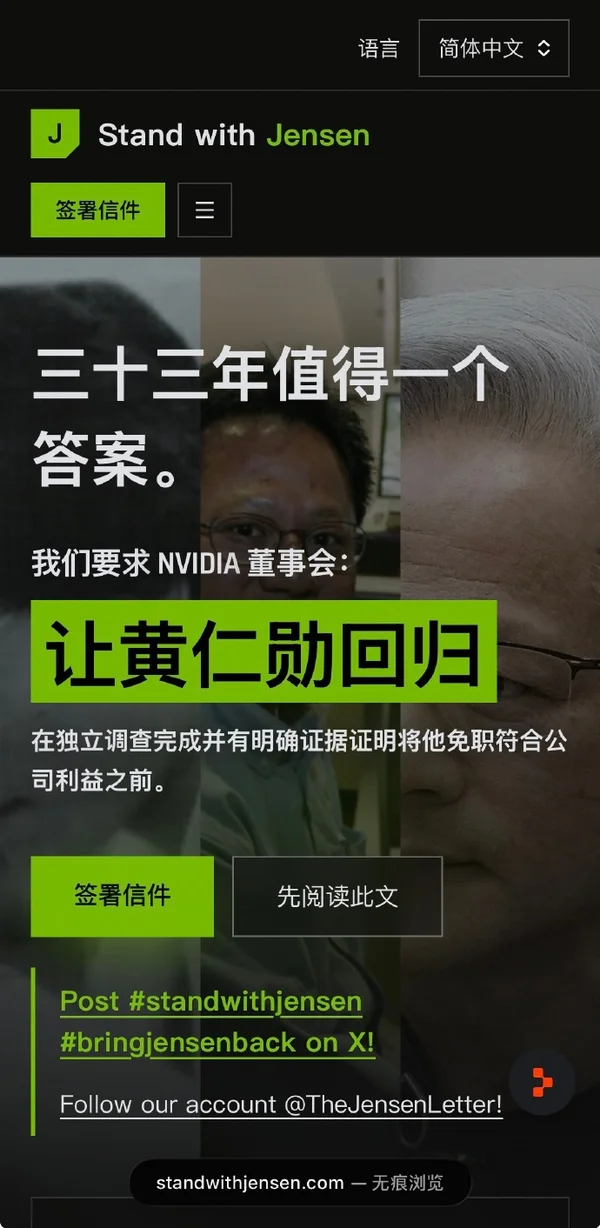 语言
简体中文
J
Stand with Jensen
签署信件
三十三年值得一个
答案。
我们要求 NVIDIA 董事会：
让黄仁勋回归
在独立调查完成并有明确证据证明将他免职符合公
司利益之前。
签署信件
先阅读此文
Post #standwithjensen
#bringjensenback on X!
Follow our account @TheJensenLetter!
standwithjensen.com — 无痕浏览